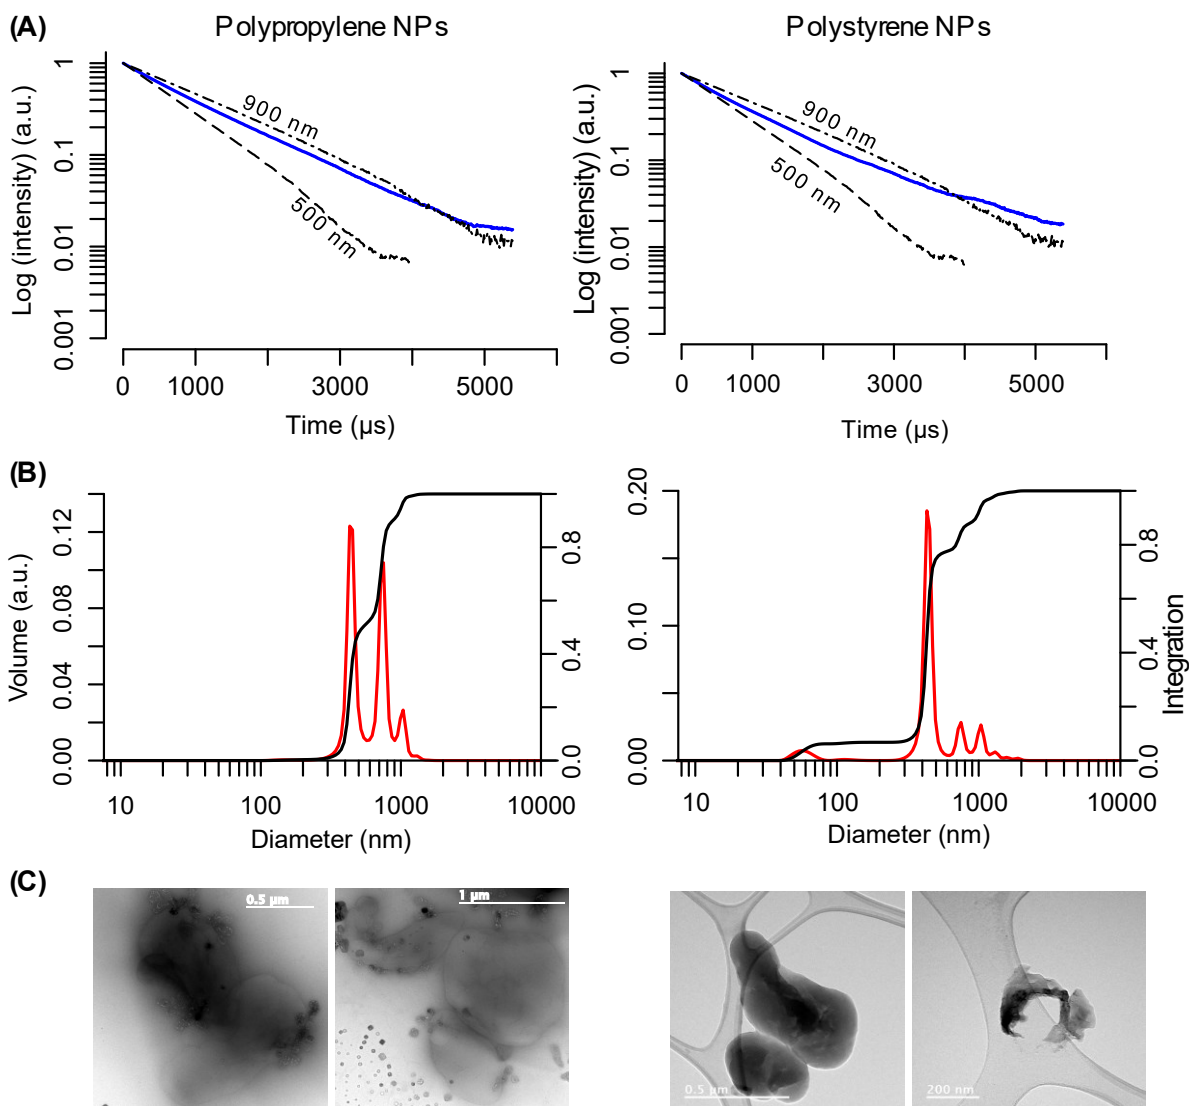 (A)
Polypropylene NPs
Polystyrene NPs
Log (intensity) (a.u.)
1
0.1
0.01
0.001
900 nm
500 nm
0 1000 3000 5000
Time (µs)
Log (intensity) (a.u.)
1
0.1
0.01
0.001
900 nm
500 nm
0 1000 3000 5000
Time (µs)
(B)
Volume (a.u.)
0.12
0.08
0.04
0.00
0.8
0.4
0.0
10 100 1000 10000
Diameter (nm)
0.20
0.10
0.00
0.8
0.4
0.0
Integration
10 100 1000 10000
Diameter (nm)
(C)
0.5 µm
1 µm
0.5 µm
200 nm